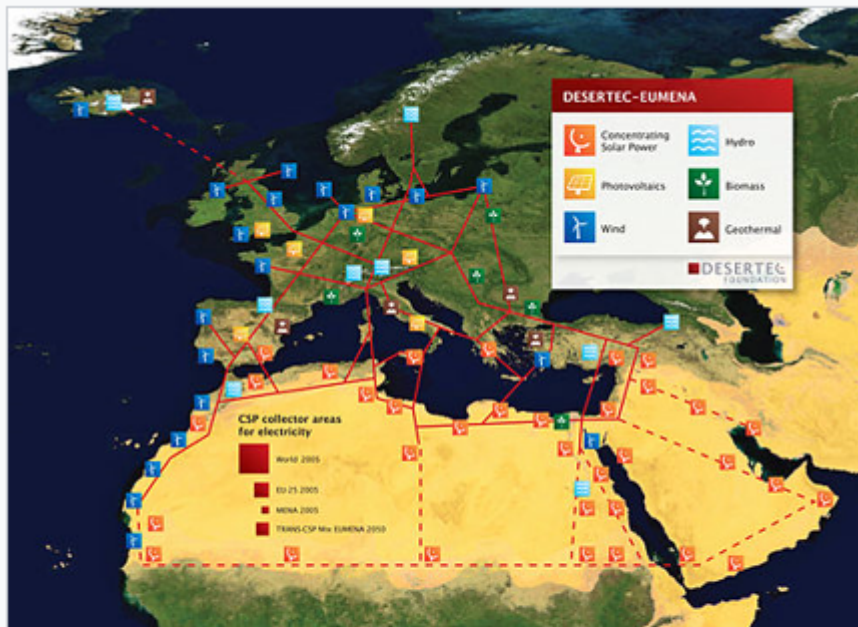 DESERTEC-EUMENA
Concentrating
Solar Power
Hydro
Photovoltaics
Biomass
Wind
Geothermal
DESERTEC
FOUNDATION
CSP collector areas
for electricity
World 2005
EU-25 2005
MENA 2005
TRANS-CSP Mix EUMENA 2050